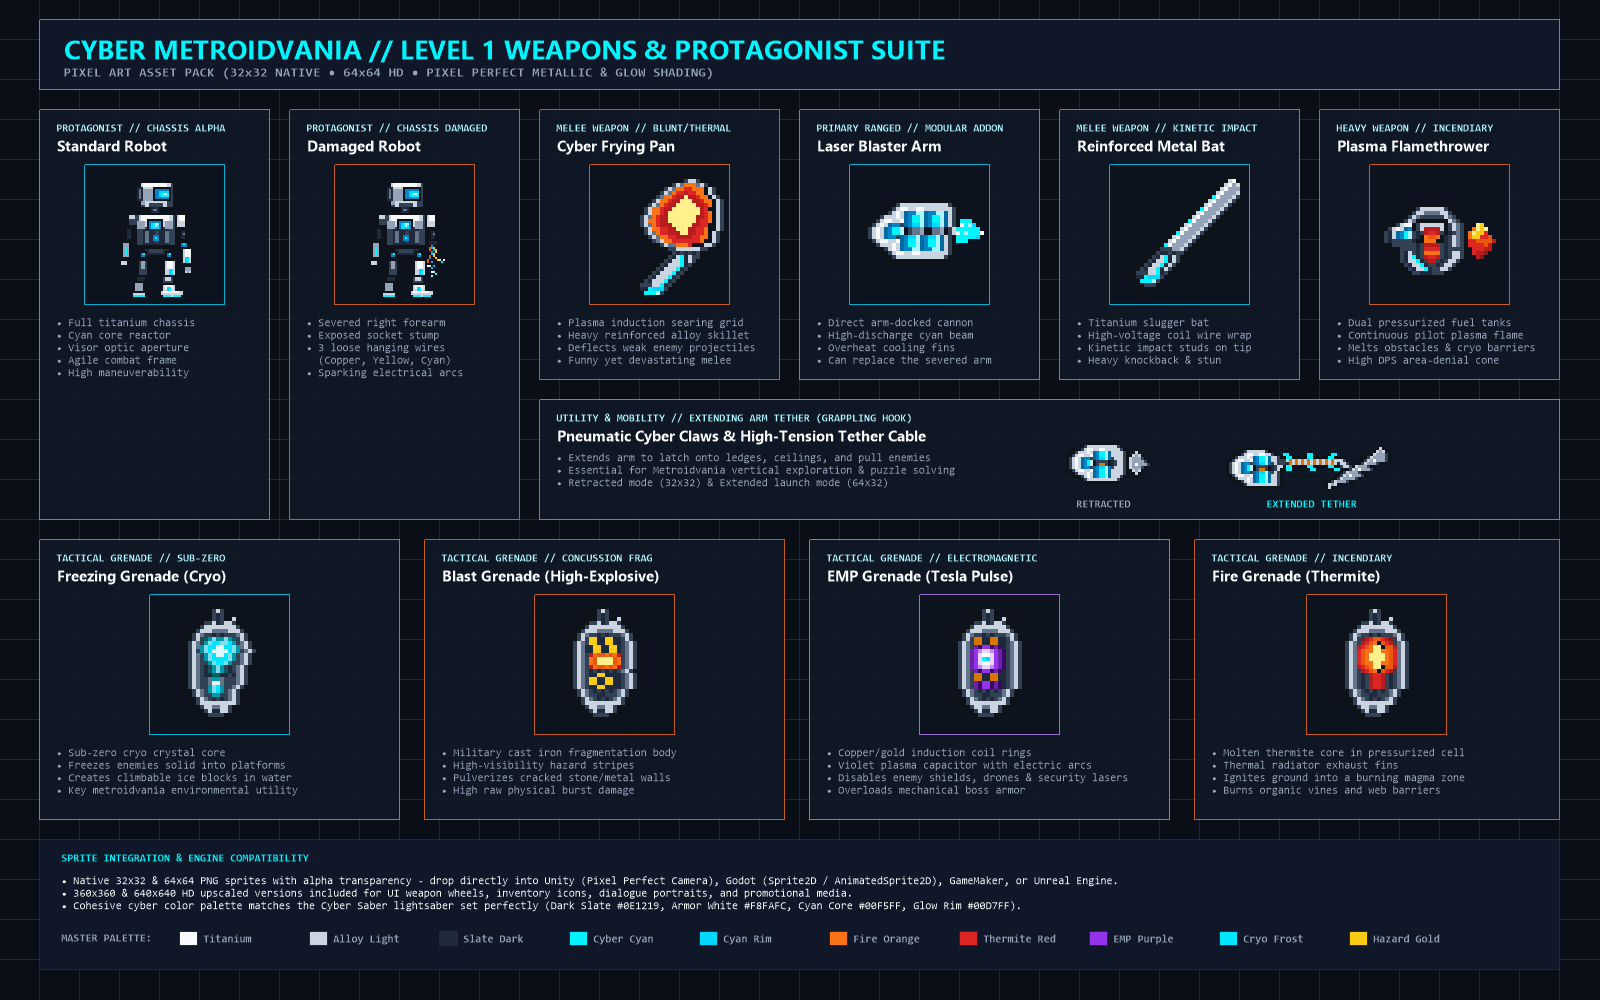 CYBER METROIDVANIA // LEVEL 1 WEAPONS & PROTAGONIST SUITE
PIXEL ART ASSET PACK (32x32 NATIVE • 64x64 HD • PIXEL PERFECT METALLIC & GLOW SHADING)
PROTAGONIST // CHASSIS ALPHA
Standard Robot
• Full titanium chassis
• Cyan core reactor
• Visor optic aperture
• Agile combat frame
• High maneuverability
PROTAGONIST // CHASSIS DAMAGED
Damaged Robot
• Severed right forearm
• Exposed socket stump
• 3 loose hanging wires
(Copper, Yellow, Cyan)
• Sparking electrical arcs
MELEE WEAPON // BLUNT/THERMAL
Cyber Frying Pan
• Plasma induction searing grid
• Heavy reinforced alloy skillet
• Deflects weak enemy projectiles
• Funny yet devastating melee
PRIMARY RANGED // MODULAR ADDON
Laser Blaster Arm
• Direct arm-docked cannon
• High-discharge cyan beam
• Overheat cooling fins
• Can replace the severed arm
MELEE WEAPON // KINETIC IMPACT
Reinforced Metal Bat
• Titanium slugger bat
• High-voltage coil wire wrap
• Kinetic impact studs on tip
• Heavy knockback & stun
HEAVY WEAPON // INCENDIARY
Plasma Flamethrower
• Dual pressurized fuel tanks
• Continuous pilot plasma flame
• Melts obstacles & cryo barriers
• High DPS area-denial cone
UTILITY & MOBILITY // EXTENDING ARM TETHER (GRAPPLING HOOK)
Pneumatic Cyber Claws & High-Tension Tether Cable
• Extends arm to latch onto ledges, ceilings, and pull enemies
• Essential for Metroidvania vertical exploration & puzzle solving
• Retracted mode (32x32) & Extended launch mode (64x32)
RETRACTED
EXTENDED TETHER
TACTICAL GRENADE // SUB-ZERO
Freezing Grenade (Cryo)
• Sub-zero cryo crystal core
• Freezes enemies solid into platforms
• Creates climbable ice blocks in water
• Key metroidvania environmental utility
TACTICAL GRENADE // CONCUSSION FRAG
Blast Grenade (High-Explosive)
• Military cast iron fragmentation body
• High-visibility hazard stripes
• Pulverizes cracked stone/metal walls
• High raw physical burst damage
TACTICAL GRENADE // ELECTROMAGNETIC
EMP Grenade (Tesla Pulse)
• Copper/gold induction coil rings
• Violet plasma capacitor with electric arcs
• Disables enemy shields, drones & security lasers
• Overloads mechanical boss armor
TACTICAL GRENADE // INCENDIARY
Fire Grenade (Thermite)
• Molten thermite core in pressurized cell
• Thermal radiator exhaust fins
• Ignites ground into a burning magma zone
• Burns organic vines and web barriers
SPRITE INTEGRATION & ENGINE COMPATIBILITY
• Native 32x32 & 64x64 PNG sprites with alpha transparency - drop directly into Unity (Pixel Perfect Camera), Godot (Sprite2D / AnimatedSprite2D), GameMaker, or Unreal Engine.
• 360x360 & 640x640 HD upscaled versions included for UI weapon wheels, inventory icons, dialogue portraits, and promotional media.
• Cohesive cyber color palette matches the Cyber Saber lightsaber set perfectly (Dark Slate #0E1219, Armor White #F8FAFC, Cyan Core #00F5FF, Glow Rim #00D7FF).
MASTER PALETTE: Titanium Alloy Light Slate Dark Cyber Cyan Cyan Rim Fire Orange Thermite Red EMP Purple Cryo Frost Hazard Gold